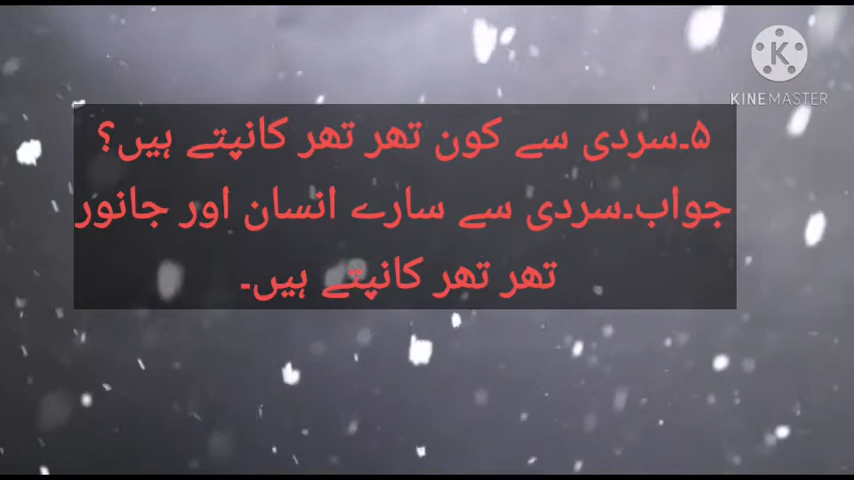 KINEMASTER
۵۔سردی سے کون تھر تھر کانپتے ہیں؟
جواب۔سردی سے سارے انسان اور جانور
تھر تھر کانپتے ہیں۔